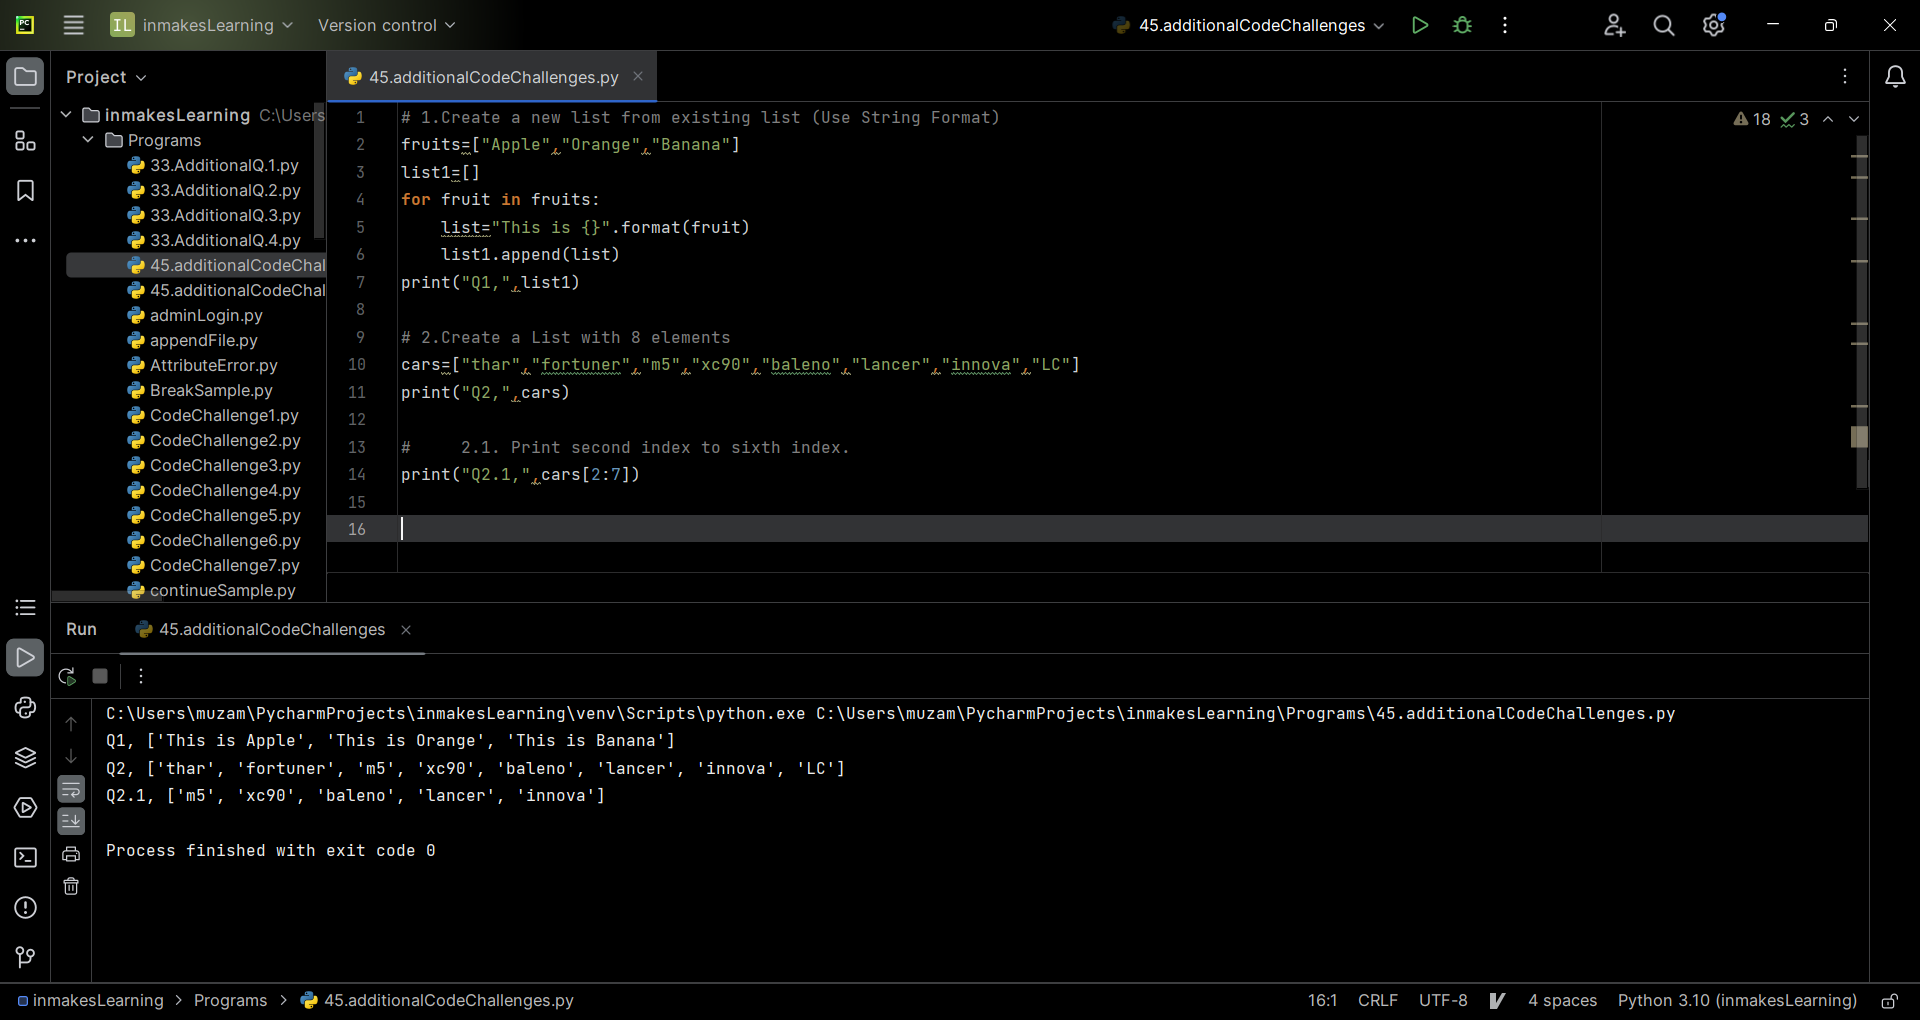 PC
IL inmakesLearning
Version control
45.additionalCodeChallenges
Project
45.additionalCodeChallenges.py
inmakesLearning C:\Users
Programs
33.AdditionalQ.1.py
33.AdditionalQ.2.py
33.AdditionalQ.3.py
33.AdditionalQ.4.py
45.additionalCodeChal
45.additionalCodeChal
adminLogin.py
appendFile.py
AttributeError.py
BreakSample.py
CodeChallenge1.py
CodeChallenge2.py
CodeChallenge3.py
CodeChallenge4.py
CodeChallenge5.py
CodeChallenge6.py
CodeChallenge7.py
continueSample.py
1 # 1.Create a new list from existing list (Use String Format)
2 fruits=["Apple","Orange","Banana"]
3 list1=[]
4 for fruit in fruits:
5     list="This is {}".format(fruit)
6     list1.append(list)
7 print("Q1,",list1)
8
9 # 2.Create a List with 8 elements
10 cars=["thar","fortuner","m5","xc90","baleno","lancer","innova","LC"]
11 print("Q2,",cars)
12
13 #     2.1. Print second index to sixth index.
14 print("Q2.1,",cars[2:7])
15
16
18 3
Run
45.additionalCodeChallenges
C:\Users\muzam\PycharmProjects\inmakesLearning\venv\Scripts\python.exe C:\Users\muzam\PycharmProjects\inmakesLearning\Programs\45.additionalCodeChallenges.py
Q1, ['This is Apple', 'This is Orange', 'This is Banana']
Q2, ['thar', 'fortuner', 'm5', 'xc90', 'baleno', 'lancer', 'innova', 'LC']
Q2.1, ['m5', 'xc90', 'baleno', 'lancer', 'innova']
Process finished with exit code 0
inmakesLearning > Programs > 45.additionalCodeChallenges.py
16:1 CRLF UTF-8 4 spaces Python 3.10 (inmakesLearning)